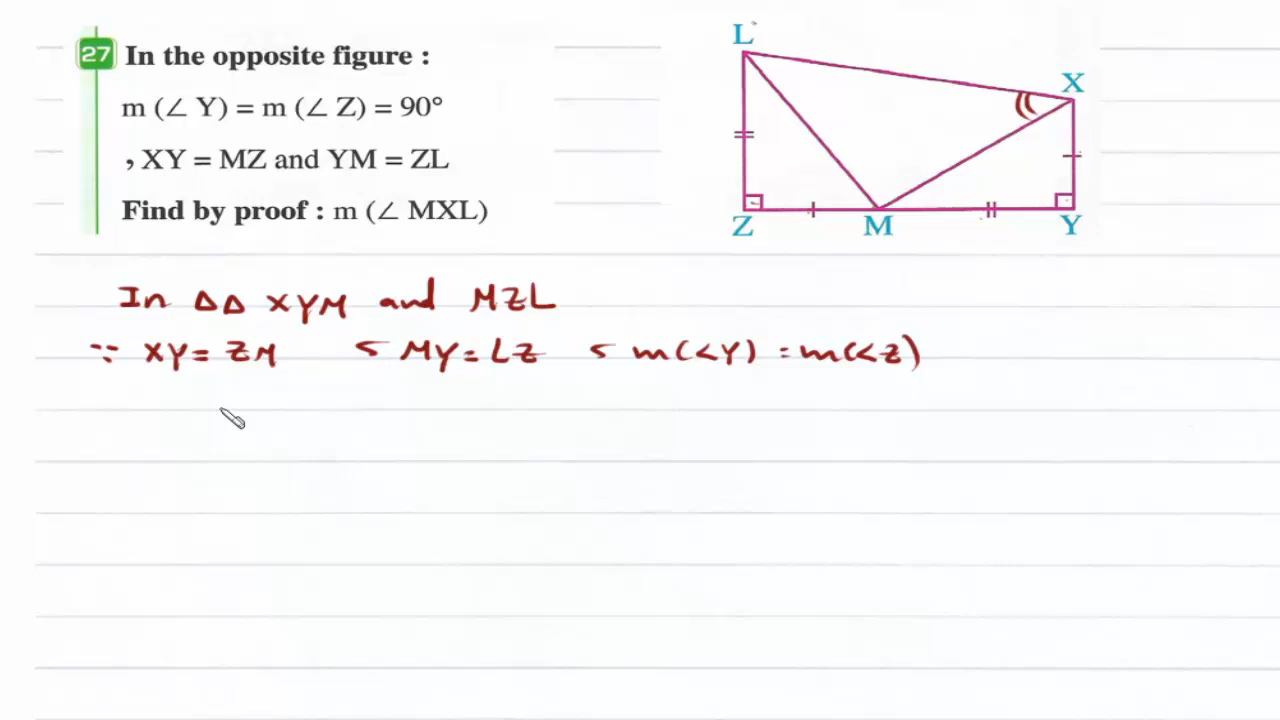 27 In the opposite figure :
m (∠ Y) = m (∠ Z) = 90°
, XY = MZ and YM = ZL
Find by proof : m (∠ MXL)
L
X
Z
M
Y
In ΔΔ XYM and MZL
∵ XY = ZM , MY = LZ , m(<Y) = m(<Z)